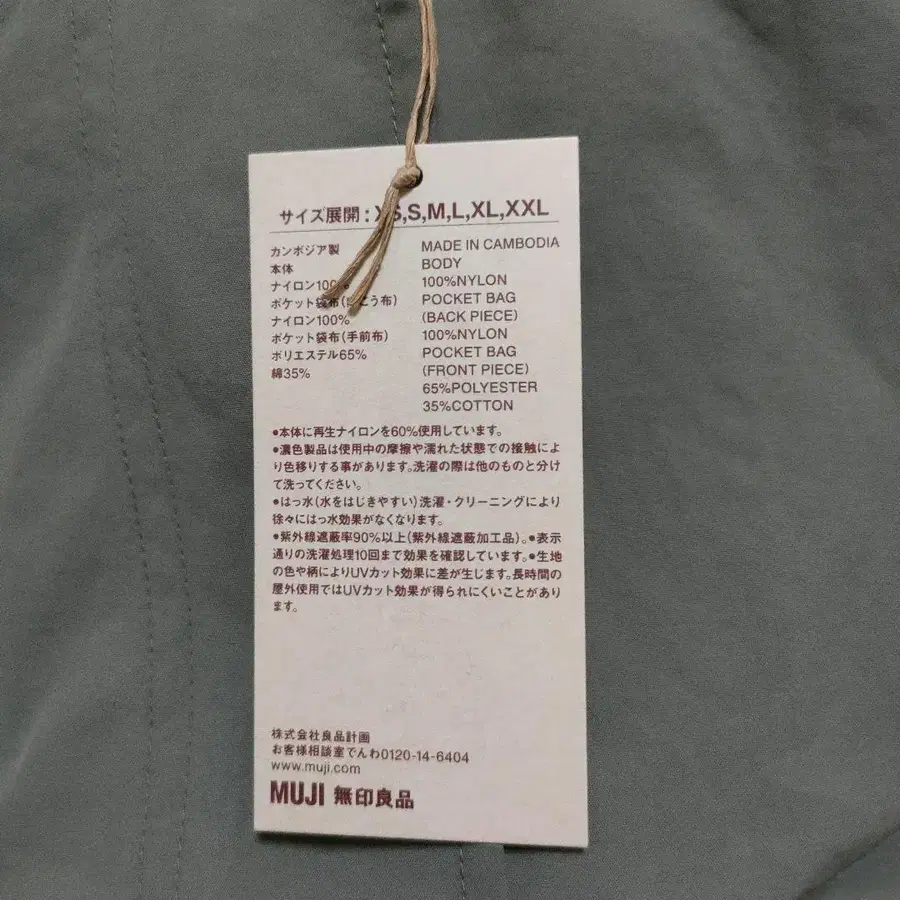 サイズ展開 : XS,S,M,L,XL,XXL
カンボジア製
本体
ナイロン100%
ポケット袋布(向こう布)
ナイロン100%
ポケット袋布(手前布)
ポリエステル65%
綿35%
MADE IN CAMBODIA
BODY
100%NYLON
POCKET BAG
(BACK PIECE)
100%NYLON
POCKET BAG
(FRONT PIECE)
65%POLYESTER
35%COTTON
●本体に再生ナイロンを60%使用しています。
●濃色製品は使用中の摩擦や濡れた状態での接触によ
り色移りする事があります。洗濯の際は他のものと分け
て洗ってください。
●はっ水(水をはじきやすい)洗濯・クリーニングにより
徐々にはっ水効果がなくなります。
●紫外線遮蔽率90%以上(紫外線遮蔽加工品)。●表示
通りの洗濯処理10回まで効果を確認しています。●生地
の色や柄によりUVカット効果に差が生じます。長時間の
屋外使用ではUVカット効果が得られにくいことがあり
ます。
株式会社良品計画
お客様相談室でんわ0120-14-6404
www.muji.com
MUJI 無印良品